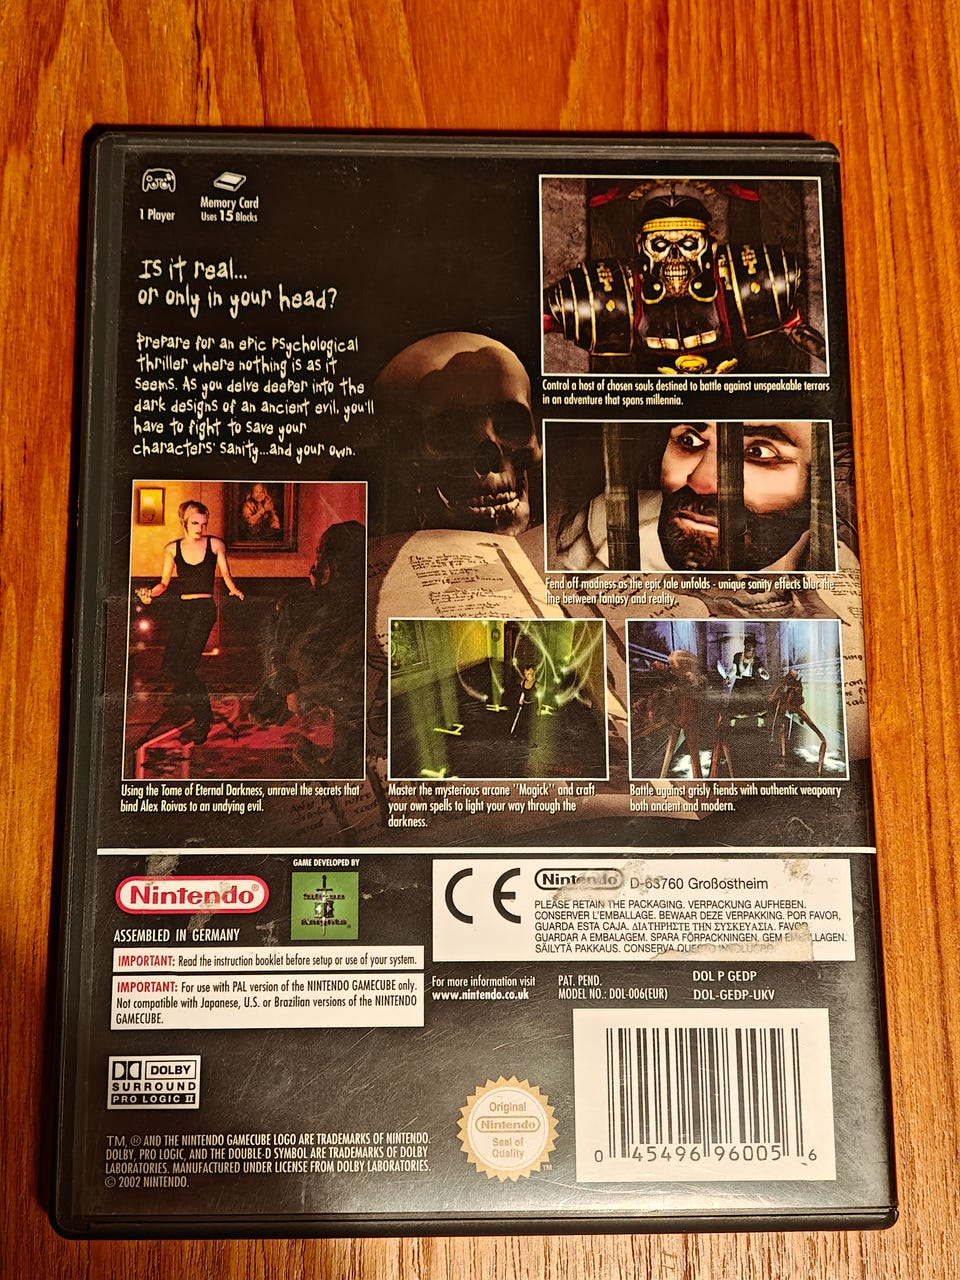 1 Player
Memory Card
Uses 15 Blocks
Is it real...
or only in your head?
Prepare for an epic psychological
thriller where nothing is as it
seems. As you delve deeper into the
dark designs of an ancient evil, you'll
have to fight to save your
characters' sanity...and your own.
Control a host of chosen souls destined to battle against unspeakable terrors
in an adventure that spans millennia.
Fend off madness as the epic tale unfolds - unique sanity effects blur the
line between fantasy and reality.
Using the Tome of Eternal Darkness, unravel the secrets that
bind Alex Roivas to an undying evil.
Master the mysterious arcane "Magick" and craft
your own spells to light your way through the
darkness.
Battle against grisly fiends with authentic weaponry
both ancient and modern.
Nintendo®
ASSEMBLED IN GERMANY
GAME DEVELOPED BY
Silicon
Knights
CE Nintendo D-63760 Großostheim
PLEASE RETAIN THE PACKAGING. VERPACKUNG AUFHEBEN.
CONSERVER L'EMBALLAGE. BEWAAR DEZE VERPAKKING. POR FAVOR,
GUARDA ESTA CAJA. ΔΙΑΤΗΡΗΣΤΕ ΤΗΝ ΣΥΣΚΕΥΑΣΙΑ. FAVOR
GUARDAR A EMBALAGEM. SPARA FÖRPACKNINGEN. GEM EMBALLAGEN.
SÄILYTÄ PAKKAUS. CONSERVA QUESTO INVOLUCRO.
IMPORTANT: Read the instruction booklet before setup or use of your system.
IMPORTANT: For use with PAL version of the NINTENDO GAMECUBE only.
Not compatible with Japanese, U.S. or Brazilian versions of the NINTENDO
GAMECUBE.
For more information visit
www.nintendo.co.uk
PAT. PEND.
MODEL NO.: DOL-006(EUR)
DOL P GEDP
DOL-GEDP-UKV
DOLBY
SURROUND
PRO LOGIC II
Original
Nintendo
Seal of
Quality
TM
0 45496 96005 6
TM, ® AND THE NINTENDO GAMECUBE LOGO ARE TRADEMARKS OF NINTENDO.
DOLBY, PRO LOGIC, AND THE DOUBLE-D SYMBOL ARE TRADEMARKS OF DOLBY
LABORATORIES. MANUFACTURED UNDER LICENSE FROM DOLBY LABORATORIES.
© 2002 NINTENDO.